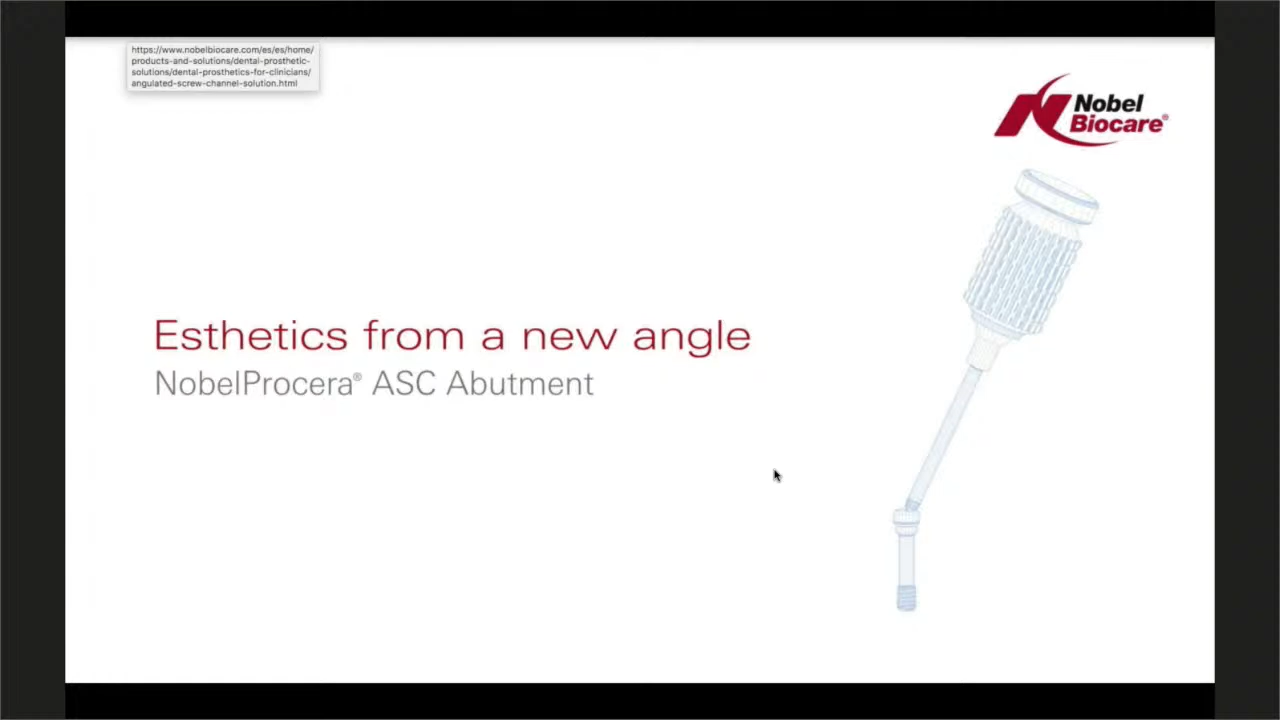 https://www.nobelbiocare.com/es/es/home/
products-and-solutions/dental-prosthetic-
solutions/dental-prosthetics-for-clinicians/
angulated-screw-channel-solution.html
Nobel
Biocare®
Esthetics from a new angle
NobelProcera® ASC Abutment